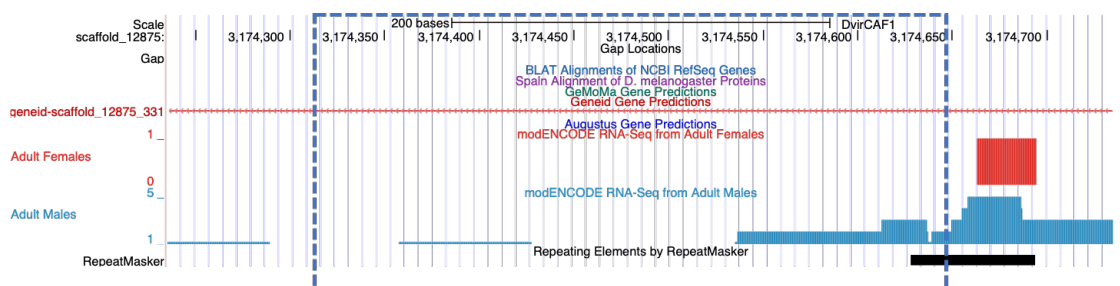 Scale 200 bases DvirCAF1
scaffold_12875: 3,174,300 3,174,350 3,174,400 3,174,450 3,174,500 3,174,550 3,174,600 3,174,650 3,174,700
Gap Locations
Gap
BLAT Alignments of NCBI RefSeq Genes
Spaln Alignment of D. melanogaster Proteins
GeMoMa Gene Predictions
Geneid Gene Predictions
geneid-scaffold_12875_331
Augustus Gene Predictions
modENCODE RNA-Seq from Adult Females
1 _
Adult Females
0
modENCODE RNA-Seq from Adult Males
5 _
Adult Males
1 _
Repeating Elements by RepeatMasker
RepeatMasker